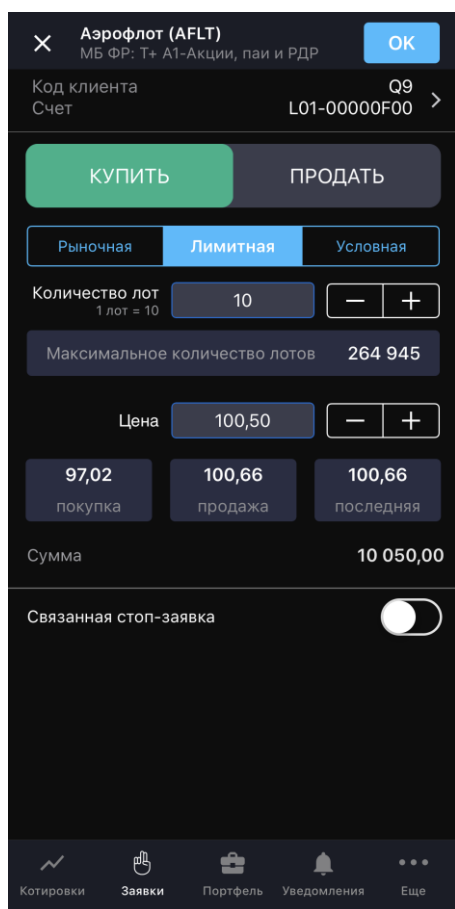 Аэрофлот (AFLT)
МБ ФР: Т+ А1-Акции, паи и РДР
OK
Код клиента
Q9
Счет
L01-00000F00
КУПИТЬ
ПРОДАТЬ
Рыночная
Лимитная
Условная
Количество лот
10
1 лот = 10
Максимальное количество лотов
264 945
Цена
100,50
97,02
100,66
100,66
покупка
продажа
последняя
Сумма
10 050,00
Связанная стоп-заявка
Котировки
Заявки
Портфель
Уведомления
Еще